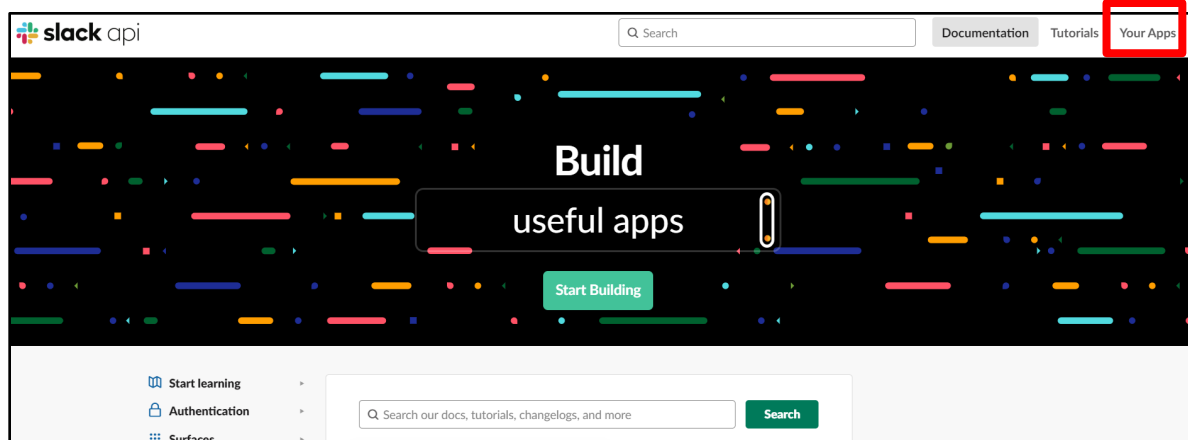 slack api
Search
Documentation
Tutorials
Your Apps
Build
useful apps
Start Building
Start learning
Authentication
Surfaces
Search our docs, tutorials, changelogs, and more
Search